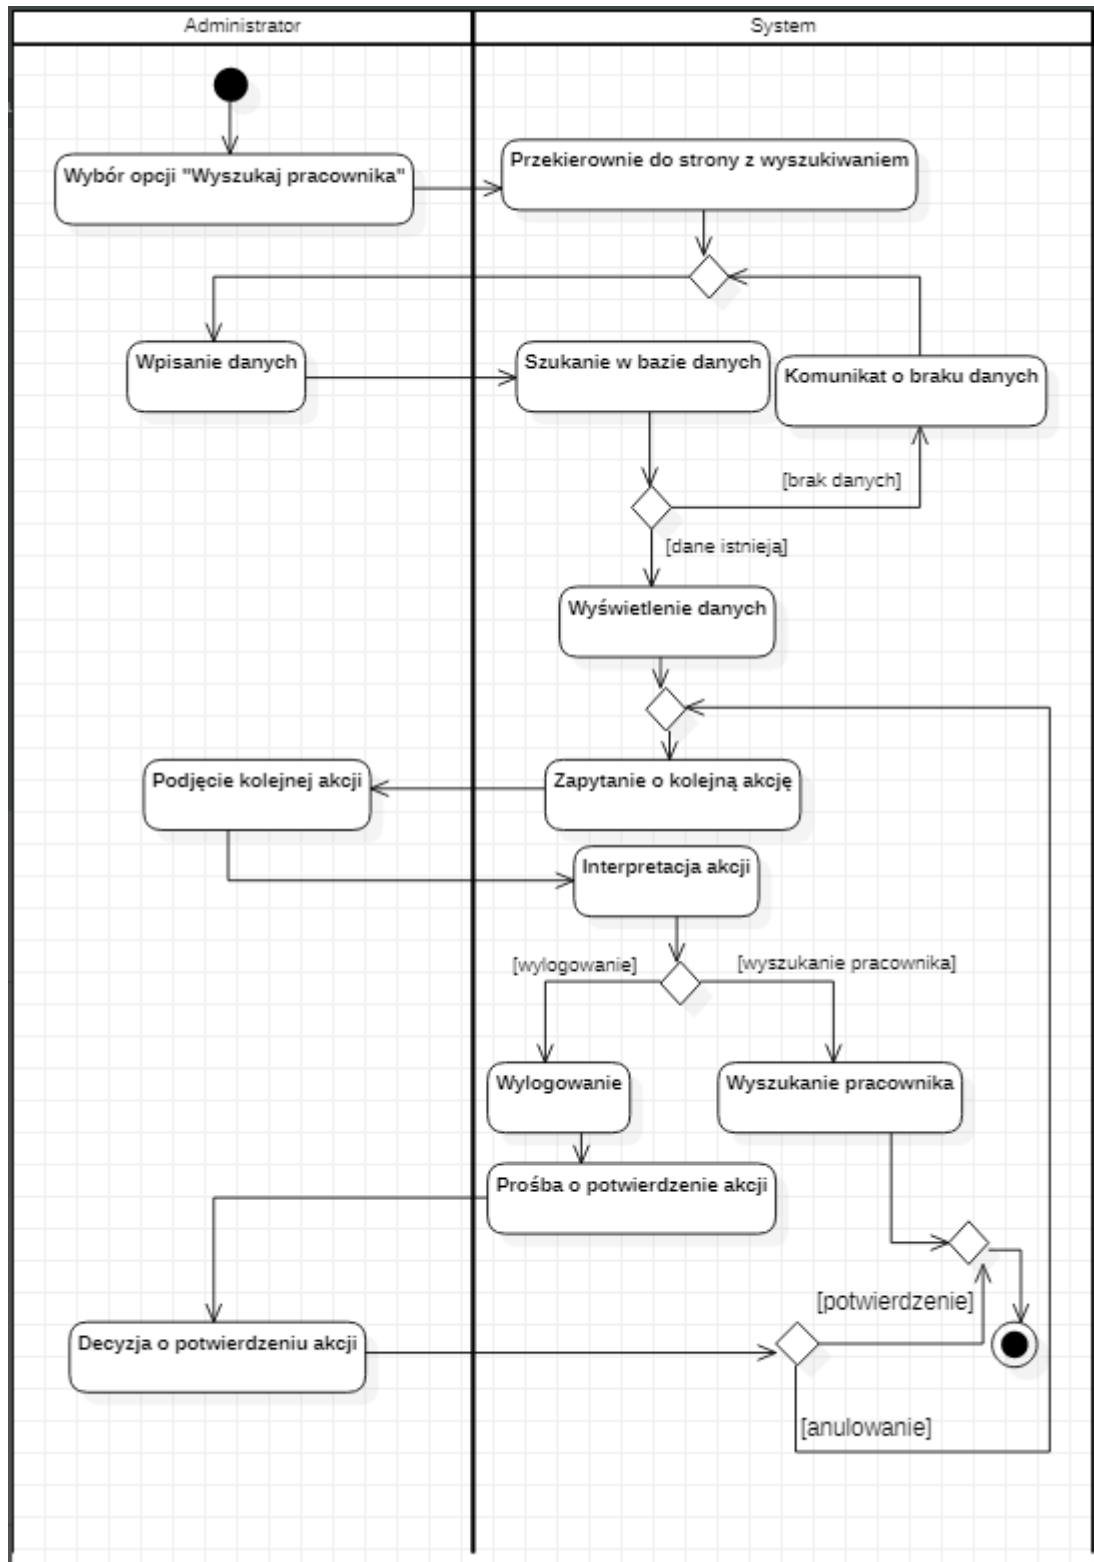 Administrator
System
Wybór opcji "Wyszukaj pracownika"
Przekierownie do strony z wyszukiwaniem
Wpisanie danych
Szukanie w bazie danych
Komunikat o braku danych
[brak danych]
[dane istnieją]
Wyświetlenie danych
Podjęcie kolejnej akcji
Zapytanie o kolejną akcję
Interpretacja akcji
[wylogowanie]
[wyszukanie pracownika]
Wylogowanie
Wyszukanie pracownika
Prośba o potwierdzenie akcji
[potwierdzenie]
Decyzja o potwierdzeniu akcji
[anulowanie]